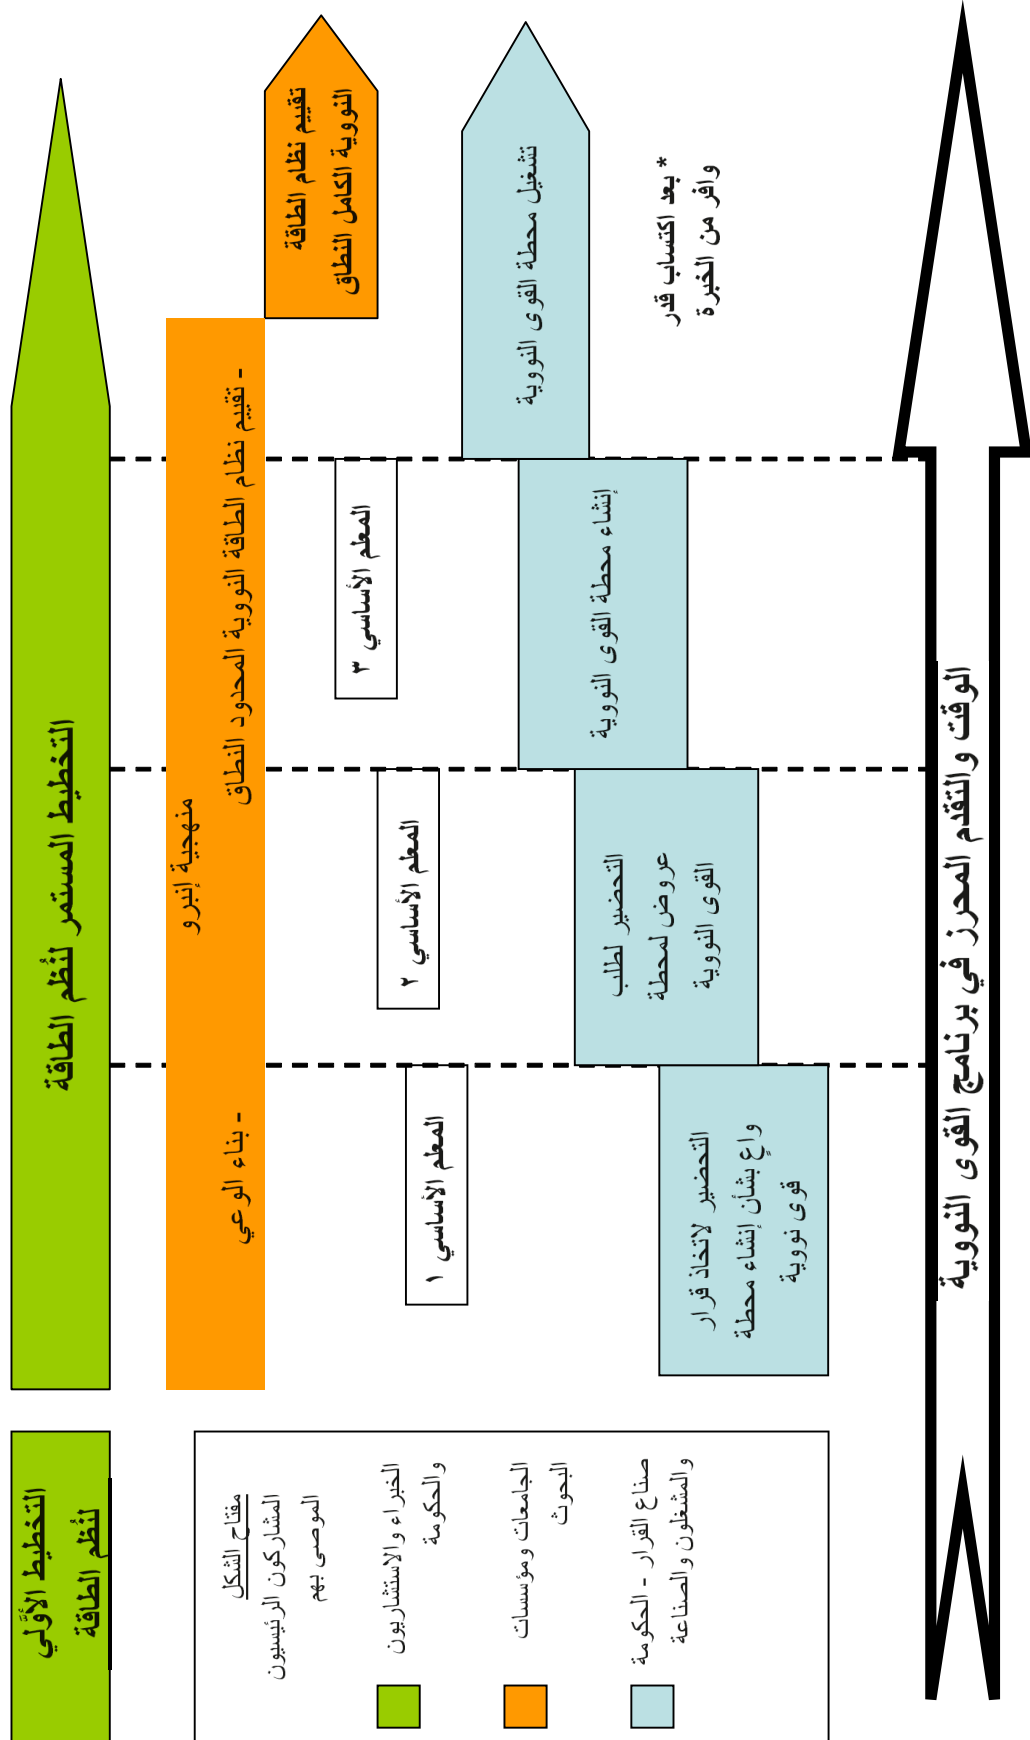 التخطيط الأوّلي
لنُظم الطاقة
التخطيط المستمر لنُظم الطاقة
منهجية إنبرو
- بناء الوعي
- تقييم نظام الطاقة النووية المحدود النطاق
تقييم نظام الطاقة
النووية الكامل النطاق
المعلم الأساسي ١
المعلم الأساسي ٢
المعلم الأساسي ٣
التحضير لاتخاذ قرار
واعٍ بشأن إنشاء محطة
قوى نووية
التحضير لطلب
عروض لمحطة
القوى النووية
إنشاء محطة القوى النووية
تشغيل محطة القوى النووية
* بعد اكتساب قدر
وافر من الخبرة
مفتاح الشكل
المشاركون الرئيسيون
الموصى بهم
الخبراء والاستشاريون
والحكومة
الجامعات ومؤسسات
البحوث
صناع القرار - الحكومة
والمشغلون والصناعة
الوقت والتقدم المحرز في برنامج القوى النووية